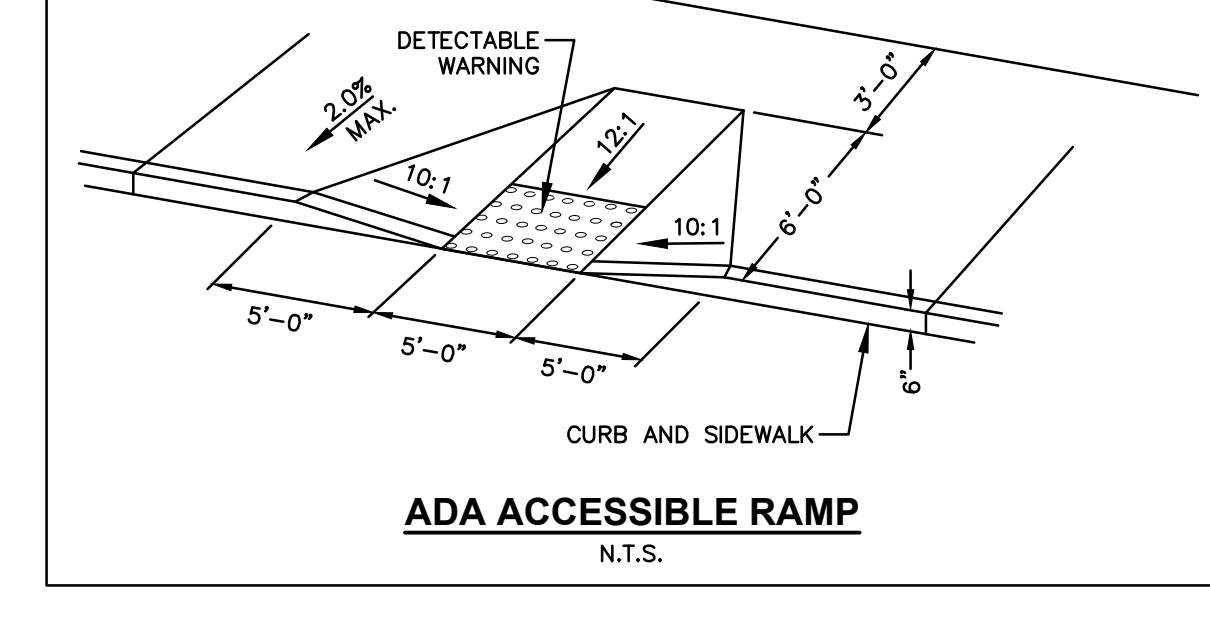 DETECTABLE
WARNING
2.0%
MAX.
12:1
3'-0"
10:1
10:1
6'-0"
5'-0"
5'-0"
5'-0"
6"
CURB AND SIDEWALK
ADA ACCESSIBLE RAMP
N.T.S.